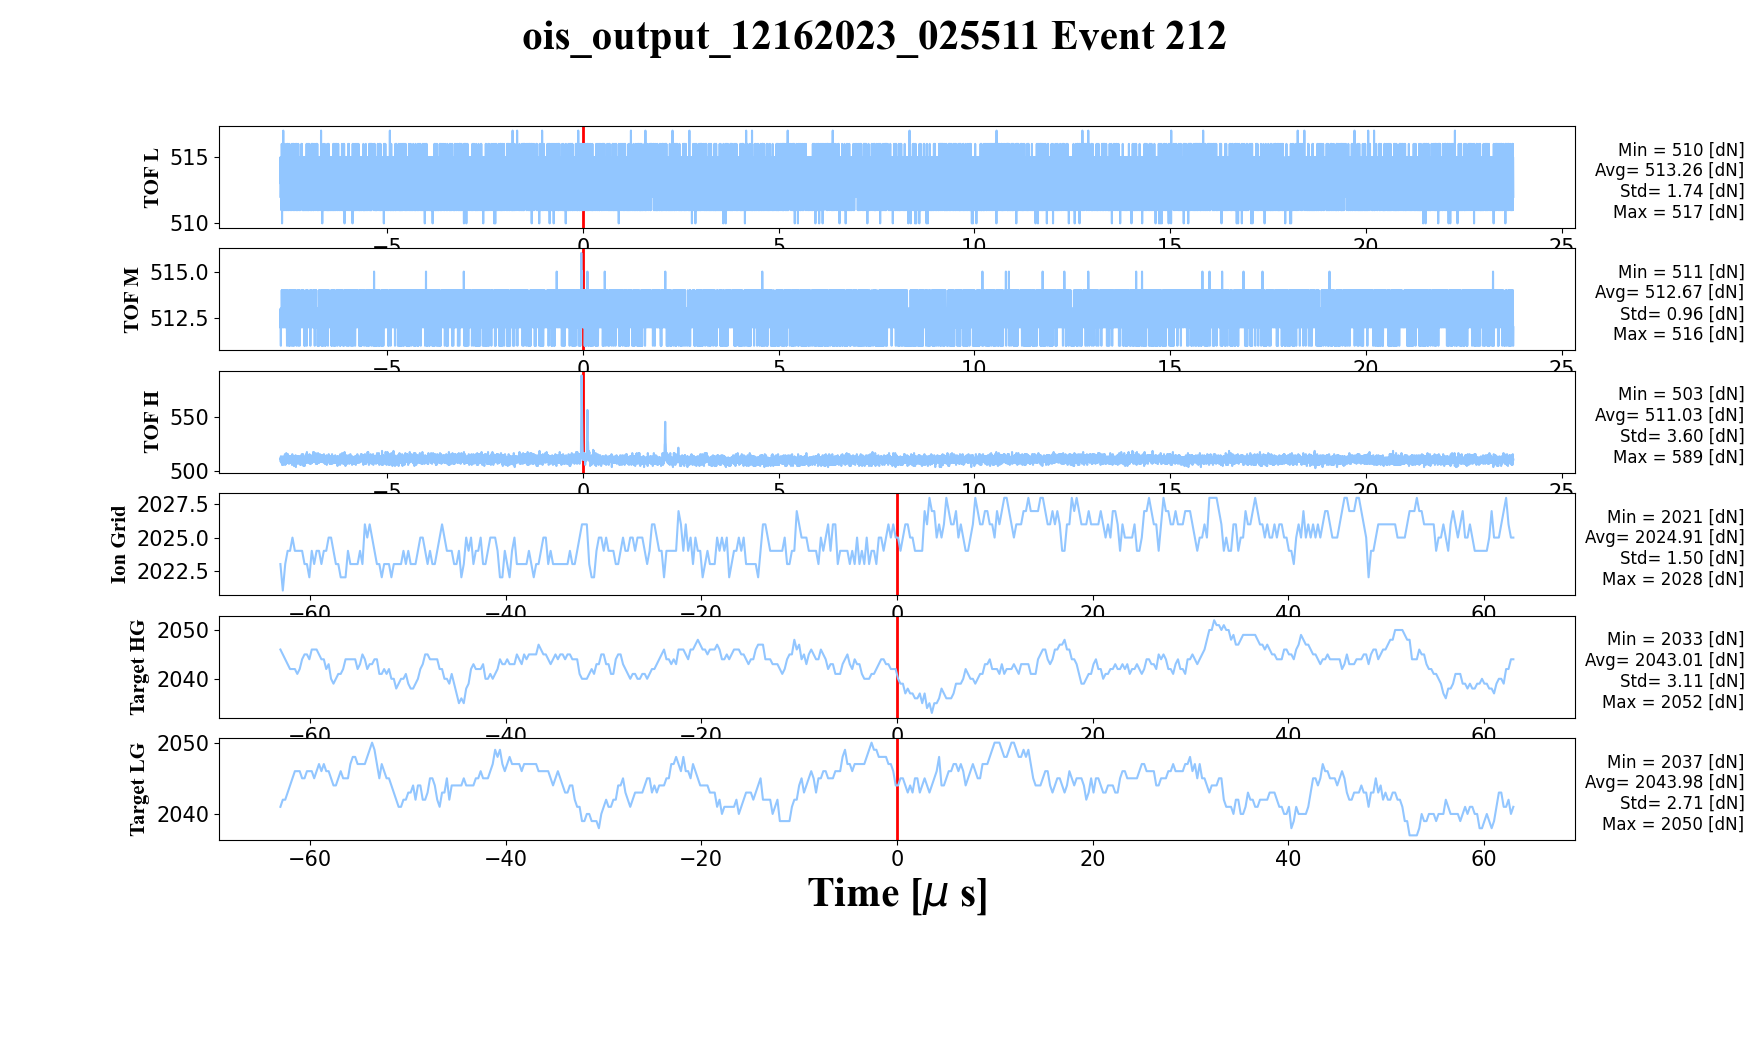 ois_output_12162023_025511 Event 212
TOF L
515
510
−5
0
5
10
15
20
25
Min = 510 [dN]
Avg= 513.26 [dN]
Std= 1.74 [dN]
Max = 517 [dN]
TOF M
515.0
512.5
−5
0
5
10
15
20
25
Min = 511 [dN]
Avg= 512.67 [dN]
Std= 0.96 [dN]
Max = 516 [dN]
TOF H
550
500
−5
0
5
10
15
20
25
Min = 503 [dN]
Avg= 511.03 [dN]
Std= 3.60 [dN]
Max = 589 [dN]
Ion Grid
2027.5
2025.0
2022.5
−60
−40
−20
0
20
40
60
Min = 2021 [dN]
Avg= 2024.91 [dN]
Std= 1.50 [dN]
Max = 2028 [dN]
Target HG
2050
2040
−60
−40
−20
0
20
40
60
Min = 2033 [dN]
Avg= 2043.01 [dN]
Std= 3.11 [dN]
Max = 2052 [dN]
Target LG
2050
2040
−60
−40
−20
0
20
40
60
Min = 2037 [dN]
Avg= 2043.98 [dN]
Std= 2.71 [dN]
Max = 2050 [dN]
Time [μ s]